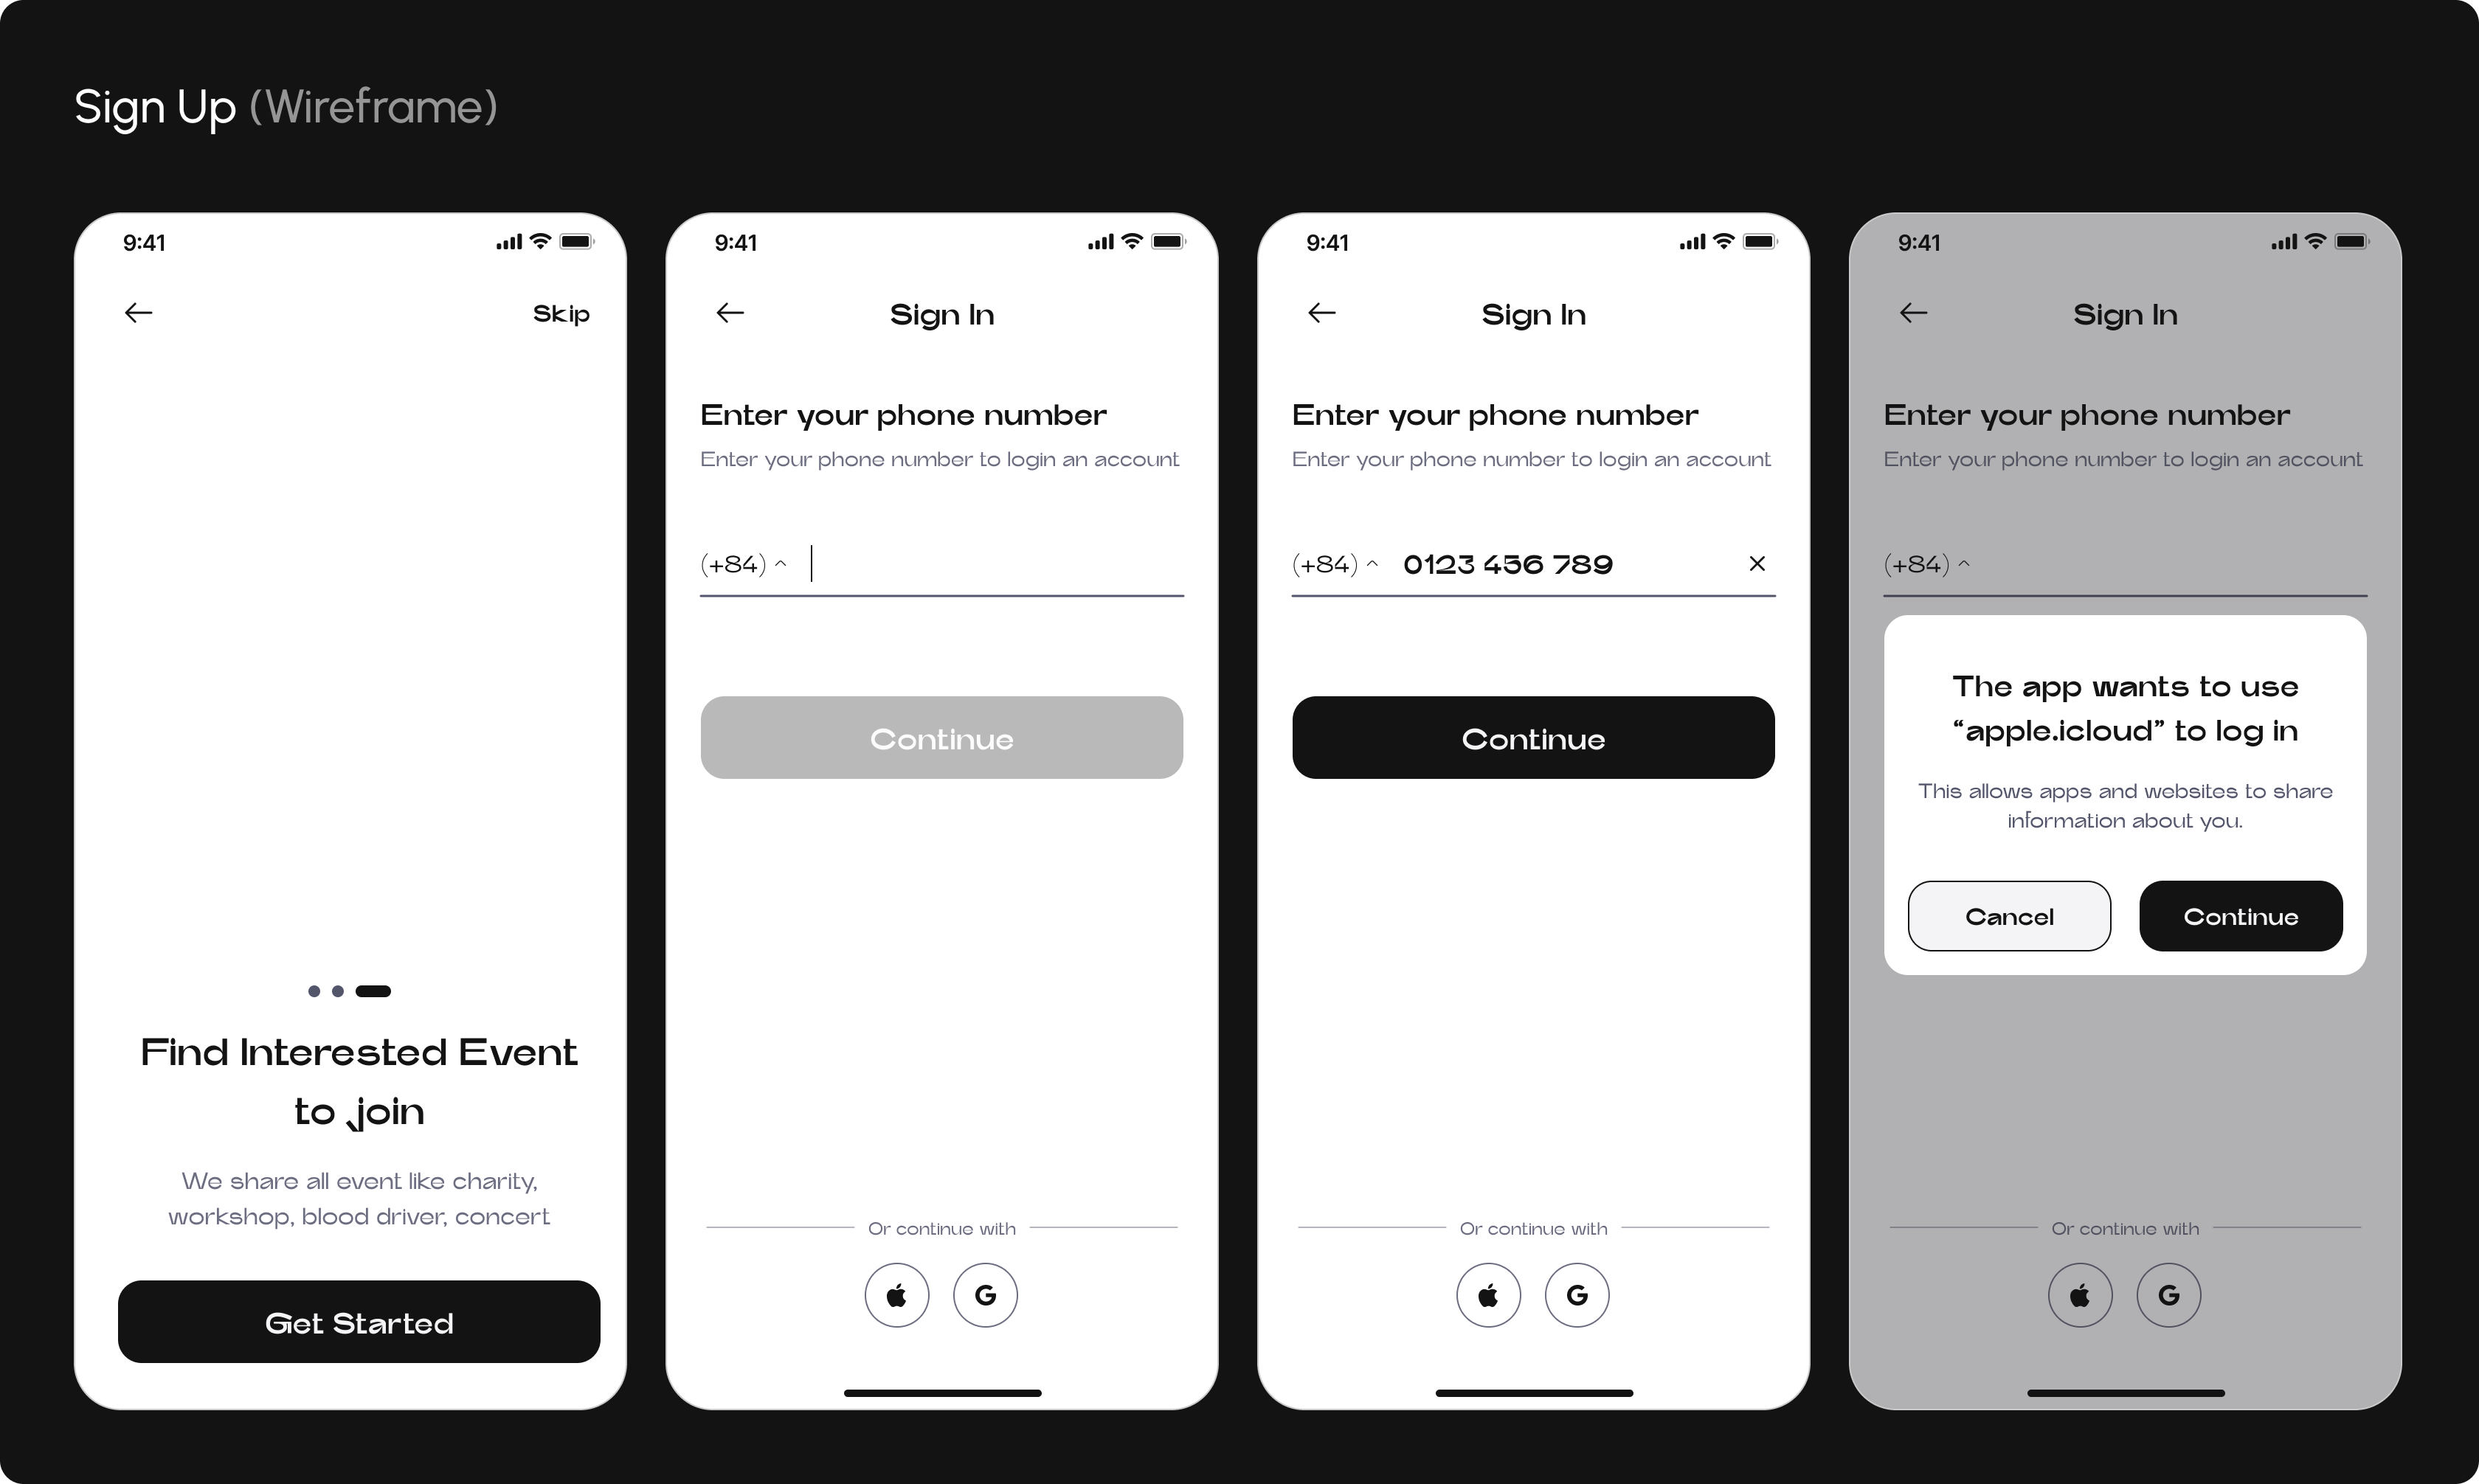 Sign Up (Wireframe)
9:41
Skip
Find Interested Event
to join
We share all event like charity,
workshop, blood driver, concert
Get Started
9:41
Sign In
Enter your phone number
Enter your phone number to login an account
(+84)
Continue
Or continue with
G
9:41
Sign In
Enter your phone number
Enter your phone number to login an account
(+84) 0123 456 789
Continue
Or continue with
G
9:41
Sign In
Enter your phone number
Enter your phone number to login an account
(+84)
The app wants to use
“apple.icloud” to log in
This allows apps and websites to share
information about you.
Cancel Continue
Or continue with
G